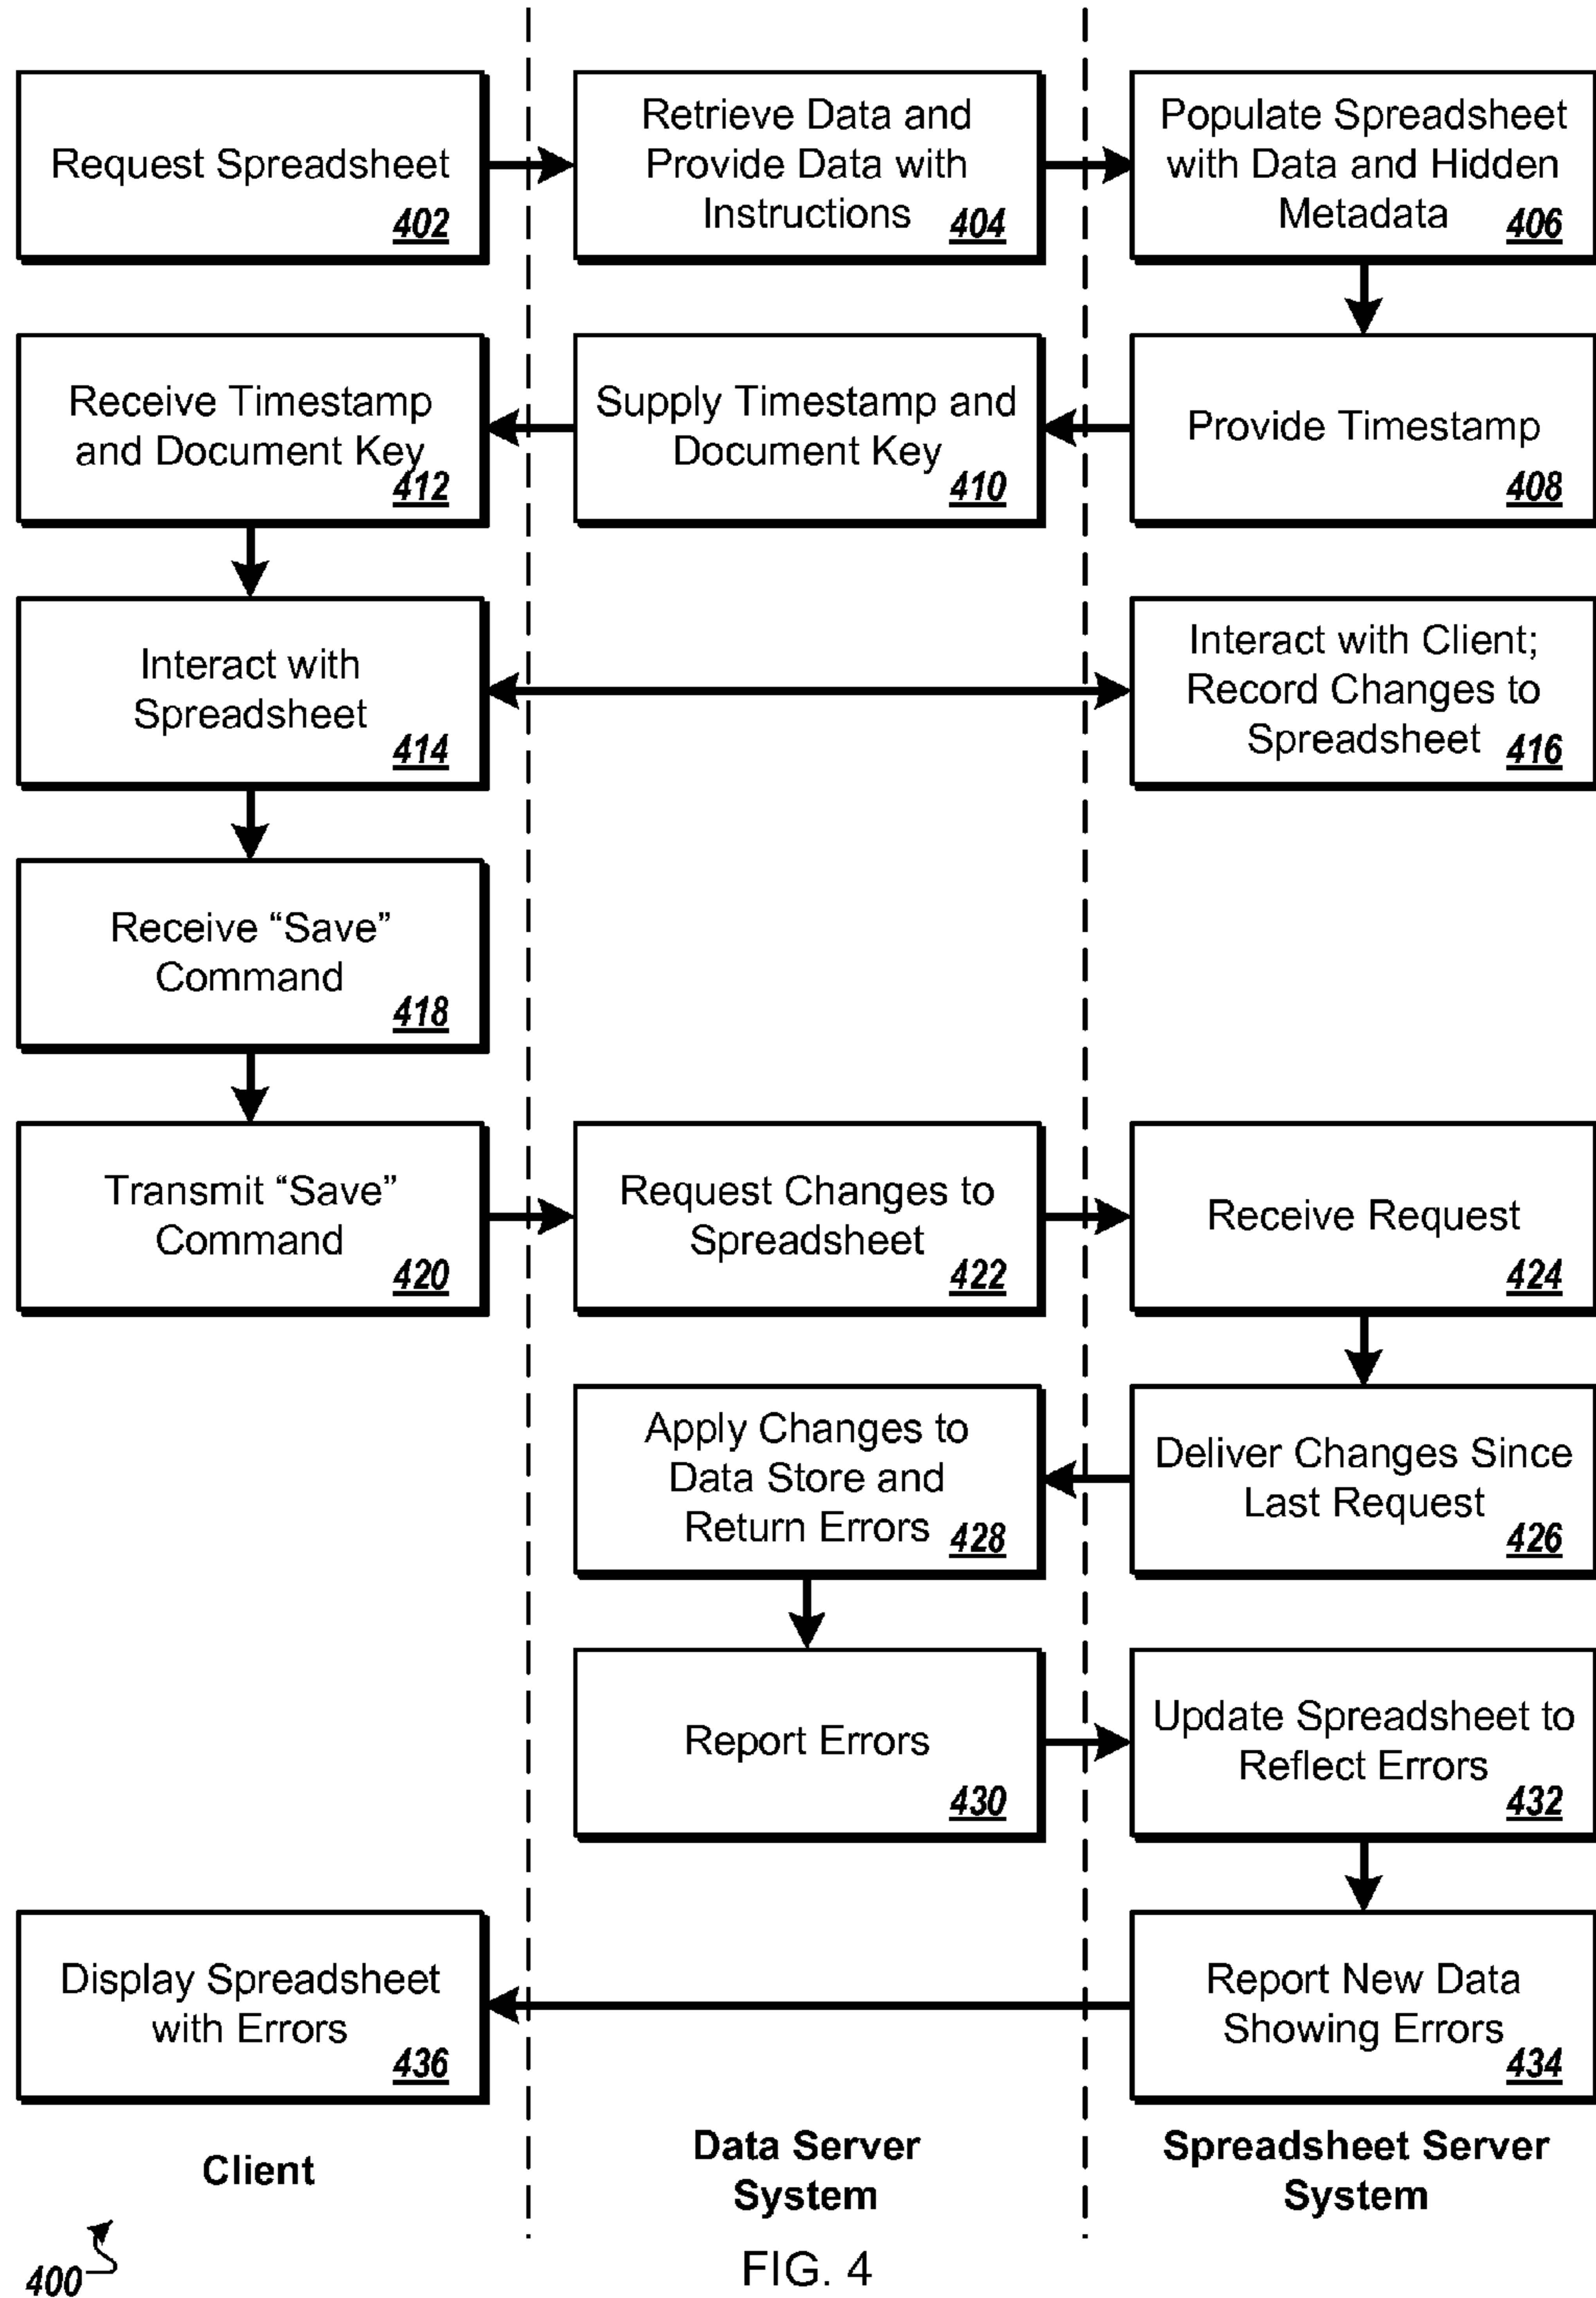 Request Spreadsheet
402
Retrieve Data and
Provide Data with
Instructions 404
Populate Spreadsheet
with Data and Hidden
Metadata 406
Receive Timestamp
and Document Key
412
Supply Timestamp and
Document Key
410
Provide Timestamp
408
Interact with
Spreadsheet
414
Interact with Client;
Record Changes to
Spreadsheet 416
Receive “Save”
Command
418
Transmit “Save”
Command
420
Request Changes to
Spreadsheet
422
Receive Request
424
Apply Changes to
Data Store and
Return Errors 428
Deliver Changes Since
Last Request
426
Report Errors
430
Update Spreadsheet to
Reflect Errors
432
Display Spreadsheet
with Errors
436
Report New Data
Showing Errors
434
Client
Data Server
System
Spreadsheet Server
System
400
FIG. 4